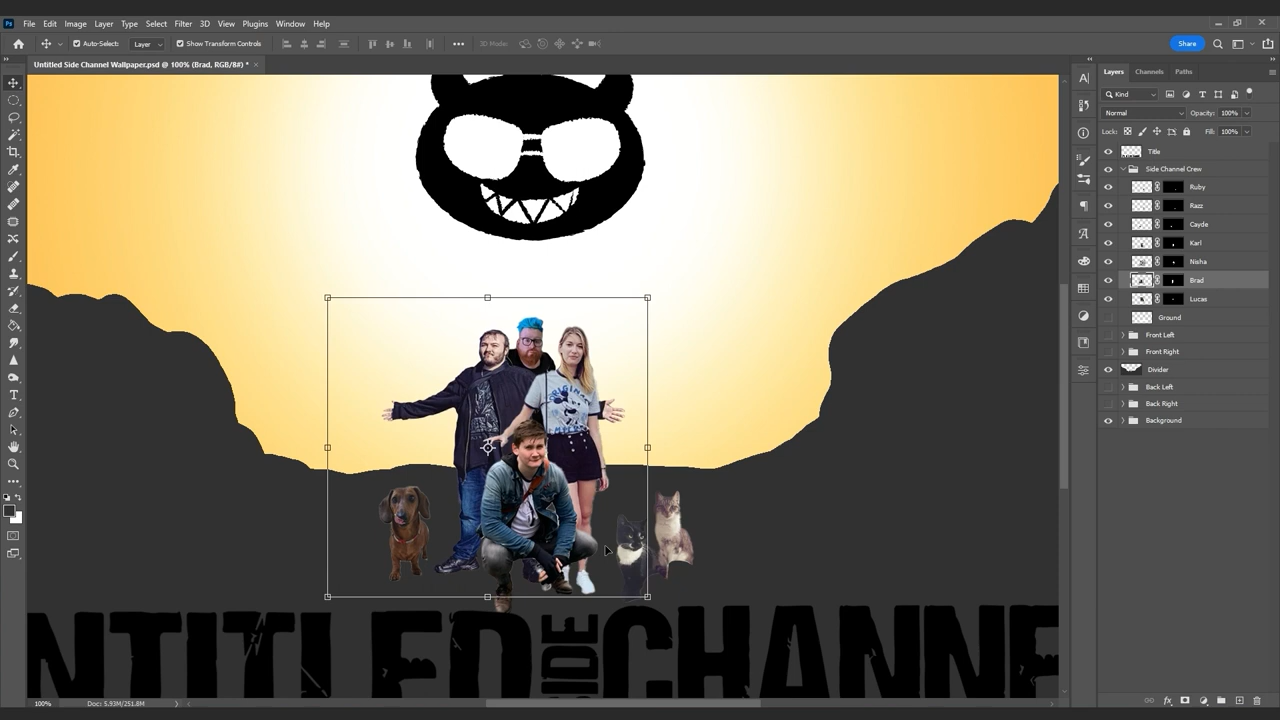 Ps File Edit Image Layer Type Select Filter 3D View Plugins Window Help
Auto-Select: Layer Show Transform Controls 3D Mode: Share
Untitled Side Channel Wallpaper.psd @ 100% (Brad, RGB/8#) *
Layers Channels Paths
Kind
Normal Opacity: 100%
Lock: Fill: 100%
Title
Side Channel Crew
Ruby
Razz
Cayde
Karl
Nisha
Brad
Lucas
Ground
Front Left
Front Right
Divider
Back Left
Back Right
Background
ORIGINAL
NTITLED SIDE CHANNE
100% Doc: 5.93M/251.8M